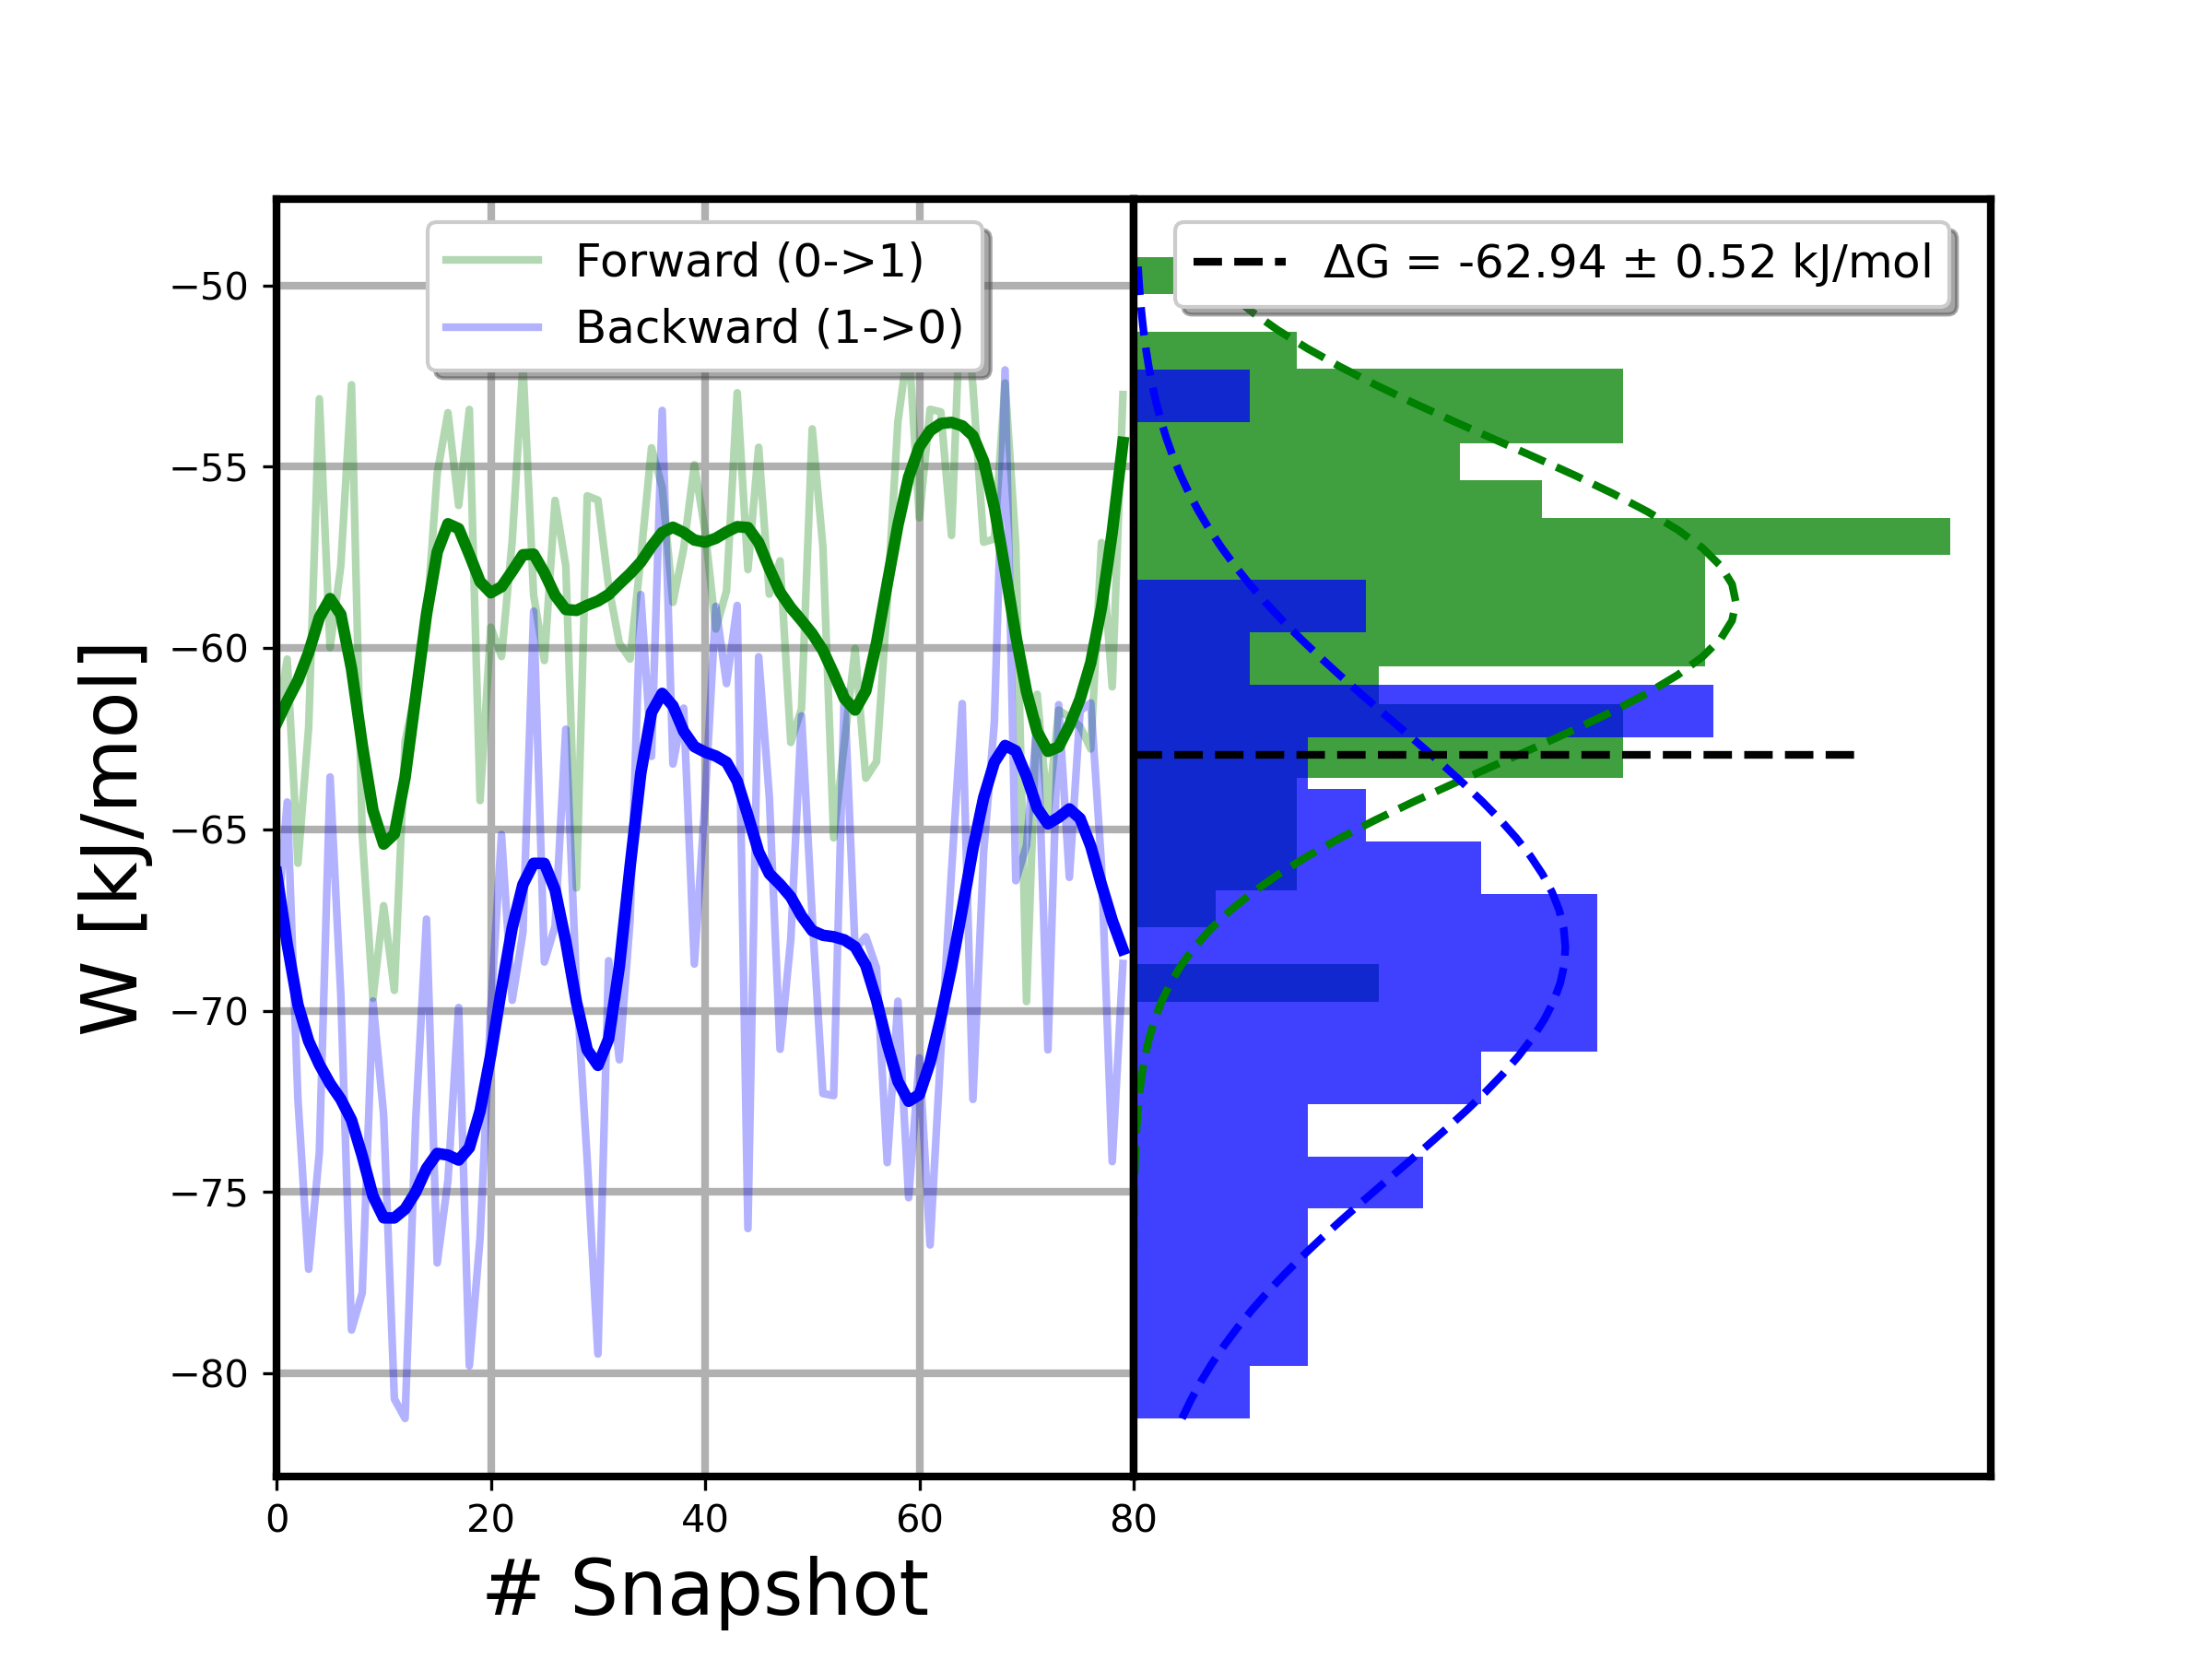 Forward (0->1)
Backward (1->0)
ΔG = -62.94 ± 0.52 kJ/mol
W [kJ/mol]
−50
−55
−60
−65
−70
−75
−80
0 20 40 60 80
# Snapshot